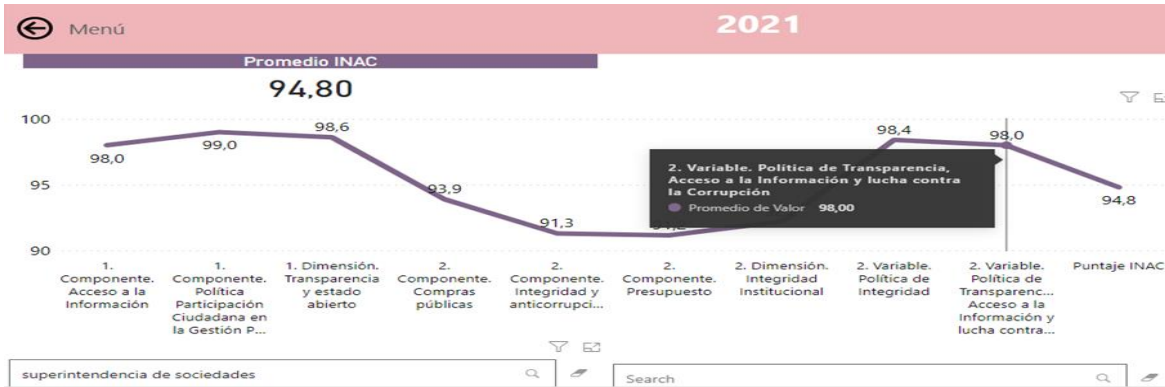 Menú
2021
Promedio INAC
94,80
100
95
90
98,0
99,0
98,6
93,9
91,3
98,4
98,0
94,8
2. Variable. Política de Transparencia,
Acceso a la Información y lucha contra
la Corrupción
Promedio de Valor 98,00
1.
Componente.
Acceso a la
Información
1.
Componente.
Política
Participación
Ciudadana en
la Gestión P...
1. Dimensión.
Transparencia
y estado
abierto
2.
Componente.
Compras
públicas
2.
Componente.
Integridad y
anticorrupci...
2.
Componente.
Presupuesto
2. Dimensión.
Integridad
Institucional
2. Variable.
Política de
Integridad
2. Variable.
Política de
Transparenc...
Acceso a la
Información y
lucha contra...
Puntaje INAC
superintendencia de sociedades
Search